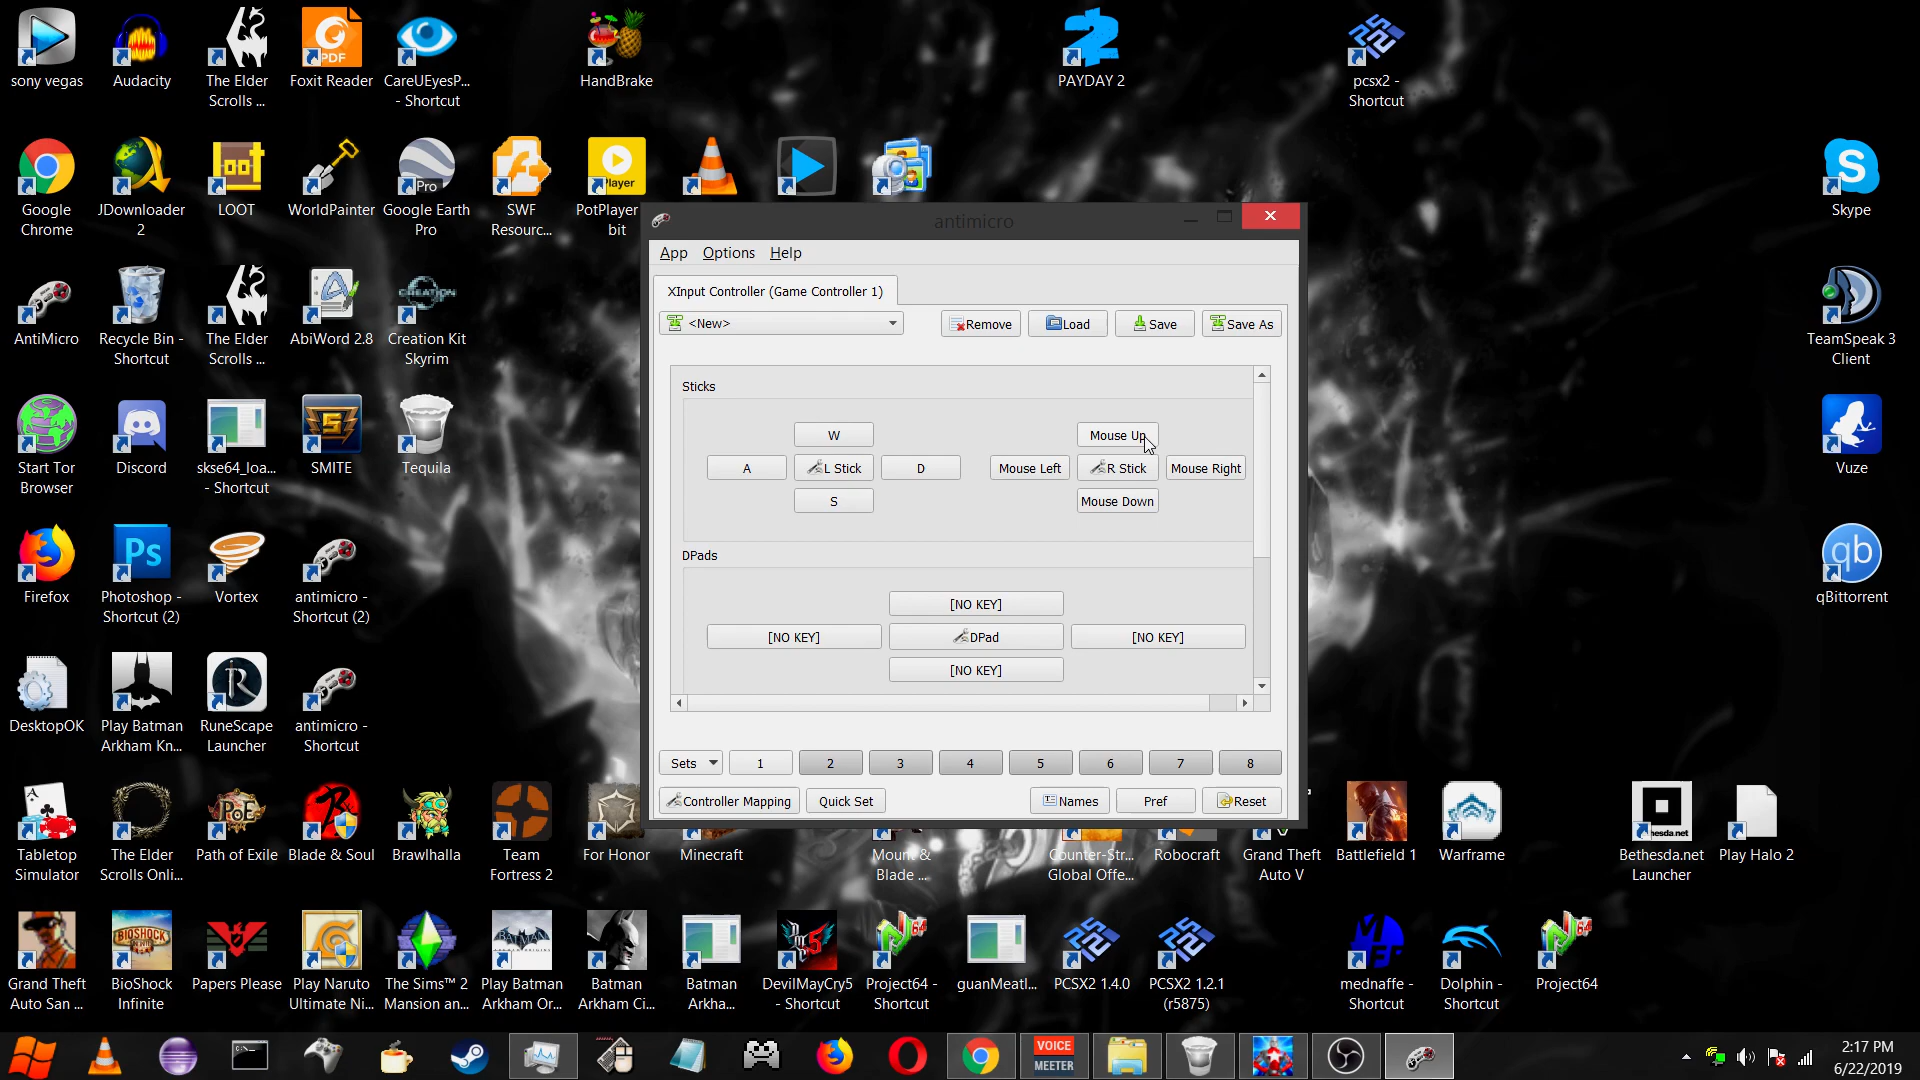 sony vegas
Audacity
The Elder
Scrolls ...
Foxit Reader
CareUEyesP...
- Shortcut
HandBrake
PAYDAY 2
pcsx2 -
Shortcut
Google
Chrome
JDownloader
2
LOOT
WorldPainter
Google Earth
Pro
SWF
Resourc...
PotPlayer
bit
Skype
antimicro
App Options Help
XInput Controller (Game Controller 1)
<New>
Remove
Load
Save
Save As
Sticks
W
Mouse Up
A
L Stick
D
Mouse Left
R Stick
Mouse Right
S
Mouse Down
DPads
[NO KEY]
[NO KEY]
DPad
[NO KEY]
[NO KEY]
Sets 1 2 3 4 5 6 7 8
Controller Mapping
Quick Set
Names
Pref
Reset
AntiMicro
Recycle Bin -
Shortcut
The Elder
Scrolls ...
AbiWord 2.8
Creation Kit
Skyrim
TeamSpeak 3
Client
Start Tor
Browser
Discord
skse64_loa...
- Shortcut
SMITE
Tequila
Vuze
Firefox
Photoshop -
Shortcut (2)
Vortex
antimicro -
Shortcut (2)
qBittorrent
DesktopOK
Play Batman
Arkham Kn...
RuneScape
Launcher
antimicro -
Shortcut
Tabletop
Simulator
The Elder
Scrolls Onli...
Path of Exile
Blade & Soul
Brawlhalla
Team
Fortress 2
For Honor
Minecraft
Mount &
Blade ...
Counter-Str...
Global Offe...
Robocraft
Grand Theft
Auto V
Battlefield 1
Warframe
Bethesda.net
Launcher
Play Halo 2
Grand Theft
Auto San ...
BioShock
Infinite
Papers Please
Play Naruto
Ultimate Ni...
The Sims™ 2
Mansion an...
Play Batman
Arkham Or...
Batman
Arkham Ci...
Batman
Arkha...
DevilMayCry5
- Shortcut
Project64 -
Shortcut
guanMeatI...
PCSX2 1.4.0
PCSX2 1.2.1
(r5875)
mednaffe -
Shortcut
Dolphin -
Shortcut
Project64
VOICE
MEETER
2:17 PM
6/22/2019